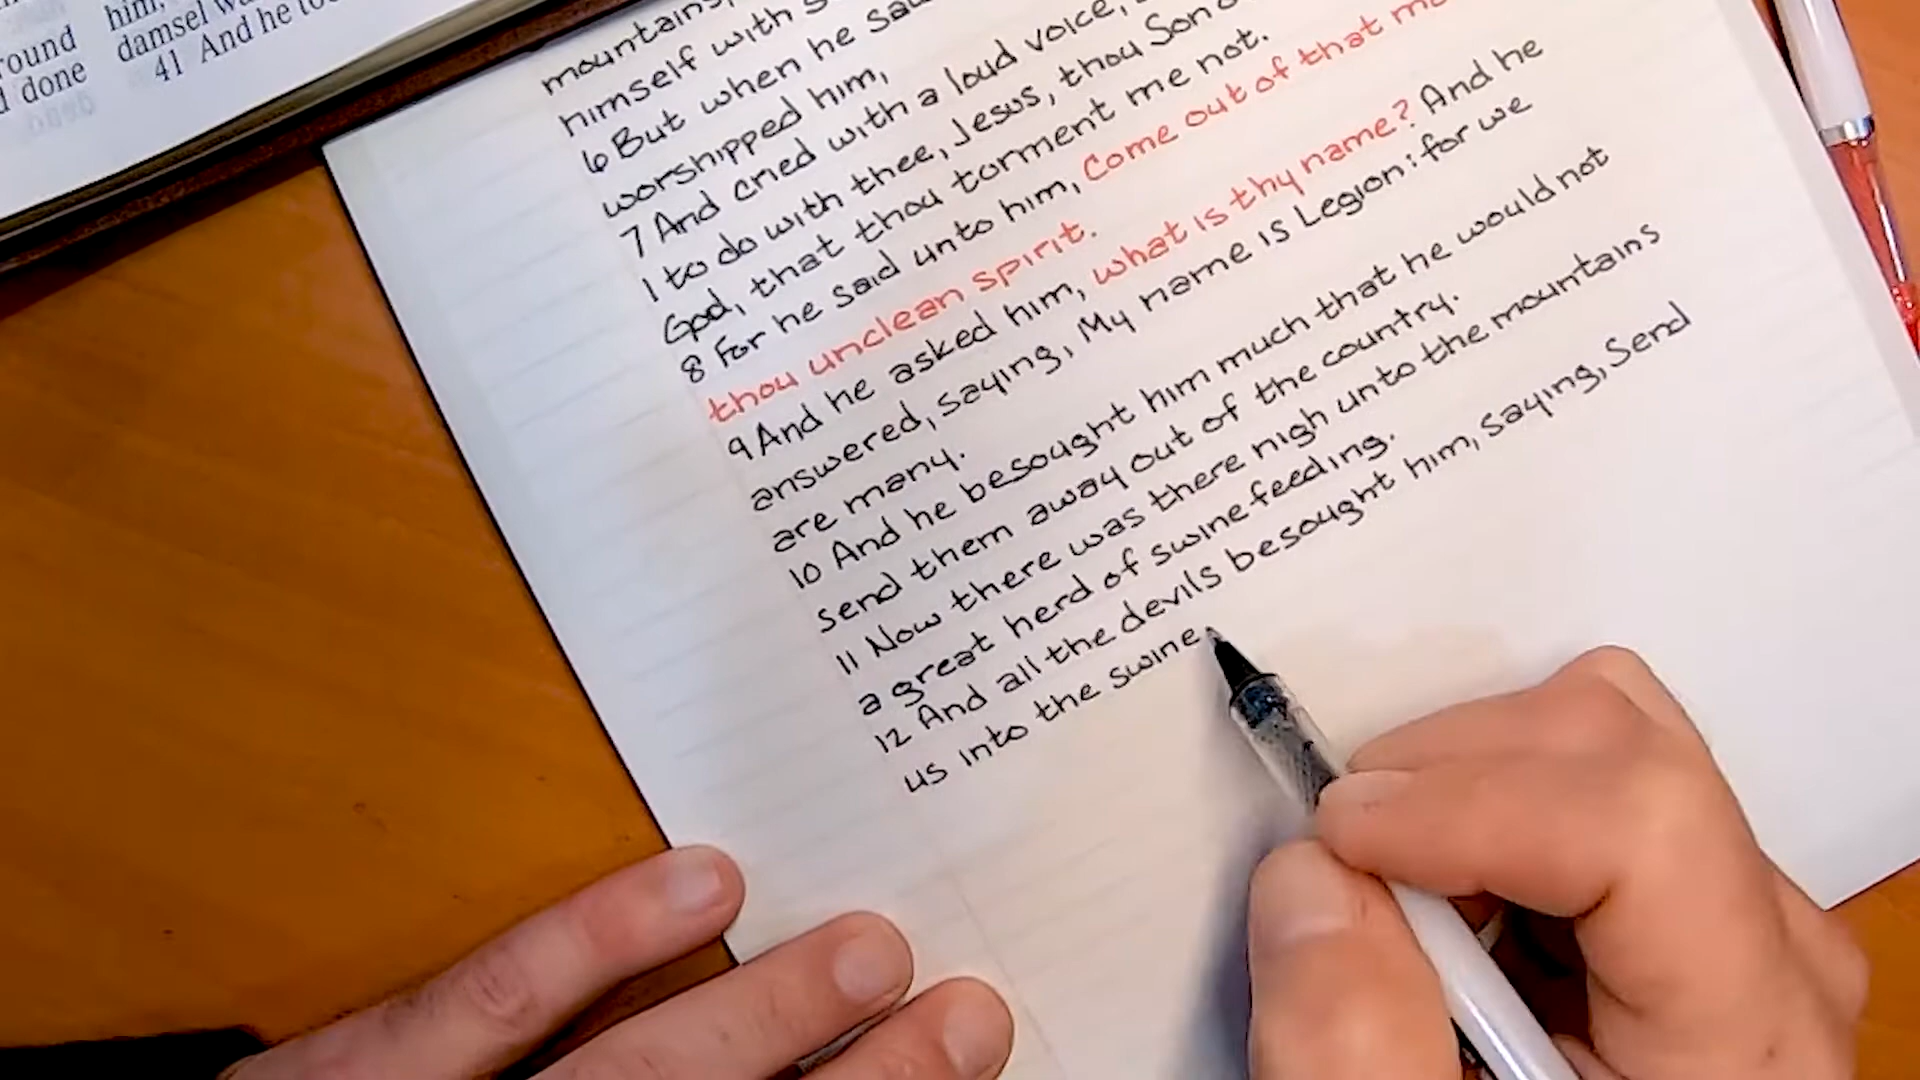 him,
round
damsel wa
d done
41 And he too
mountains,
himself with s
6 But when he sa
worshipped him,
7 And cried with a loud voice,
I to do with thee, Jesus, thou Son o
God, that thou torment me not.
8 For he said unto him, Come out of that m
thou unclean spirit.
9 And he asked him, what is thy name? And he
answered, saying, My name is Legion: for we
are many.
10 And he besought him much that he would not
send them away out of the country.
11 Now there was there nigh unto the mountains
a great herd of swine feeding.
12 And all the devils besought him, saying, Send
us into the swine